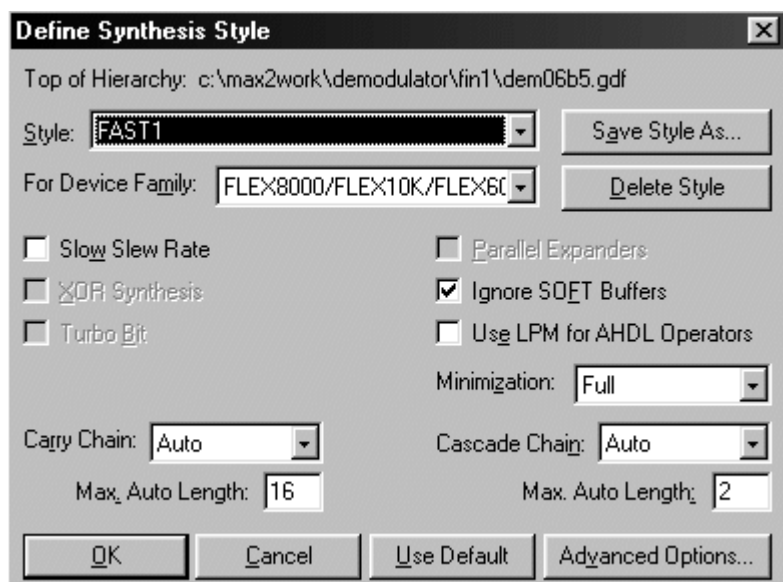 Define Synthesis Style
Top of Hierarchy: c:\max2work\demodulator\fin1\dem06b5.gdf
Style: FAST1 Save Style As...
For Device Family: FLEX8000/FLEX10K/FLEX6( Delete Style
Slow Slew Rate Parallel Expanders
XOR Synthesis Ignore SOFT Buffers
Turbo Bit Use LPM for AHDL Operators
Minimization: Full
Carry Chain: Auto Cascade Chain: Auto
Max. Auto Length: 16 Max. Auto Length: 2
OK Cancel Use Default Advanced Options...